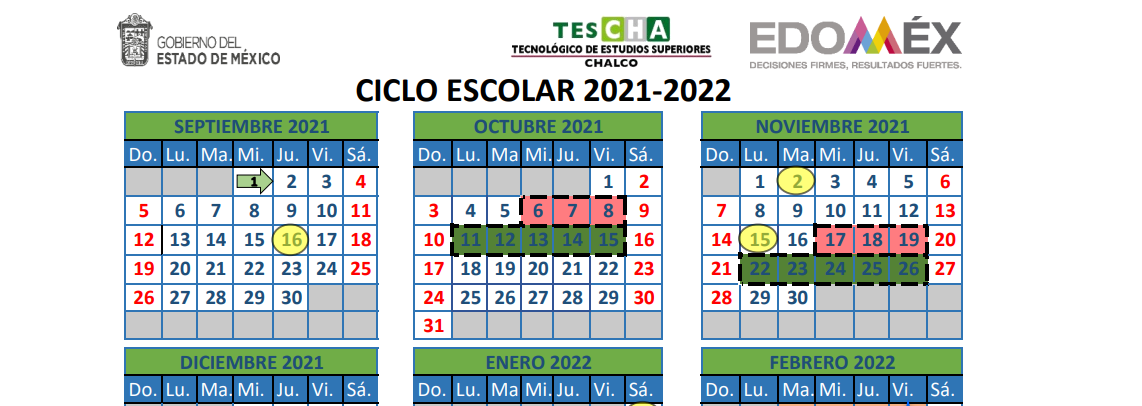 GOBIERNO DEL
ESTADO DE MÉXICO
TESCHA
TECNOLÓGICO DE ESTUDIOS SUPERIORES
CHALCO
EDOMÉX
DECISIONES FIRMES, RESULTADOS FUERTES.
CICLO ESCOLAR 2021-2022
SEPTIEMBRE 2021
Do. Lu. Ma. Mi. Ju. Vi. Sá.
1 2 3 4
5 6 7 8 9 10 11
12 13 14 15 16 17 18
19 20 21 22 23 24 25
26 27 28 29 30
OCTUBRE 2021
Do. Lu. Ma Mi. Ju. Vi. Sá.
1 2
3 4 5 6 7 8 9
10 11 12 13 14 15 16
17 18 19 20 21 22 23
24 25 26 27 28 29 30
31
NOVIEMBRE 2021
Do. Lu. Ma. Mi. Ju. Vi. Sá.
1 2 3 4 5 6
7 8 9 10 11 12 13
14 15 16 17 18 19 20
21 22 23 24 25 26 27
28 29 30
DICIEMBRE 2021
Do. Lu. Ma. Mi. Ju. Vi. Sá.
ENERO 2022
Do. Lu. Ma. Mi. Ju. Vi. Sá.
FEBRERO 2022
Do. Lu. Ma. Mi. Ju. Vi. Sá.